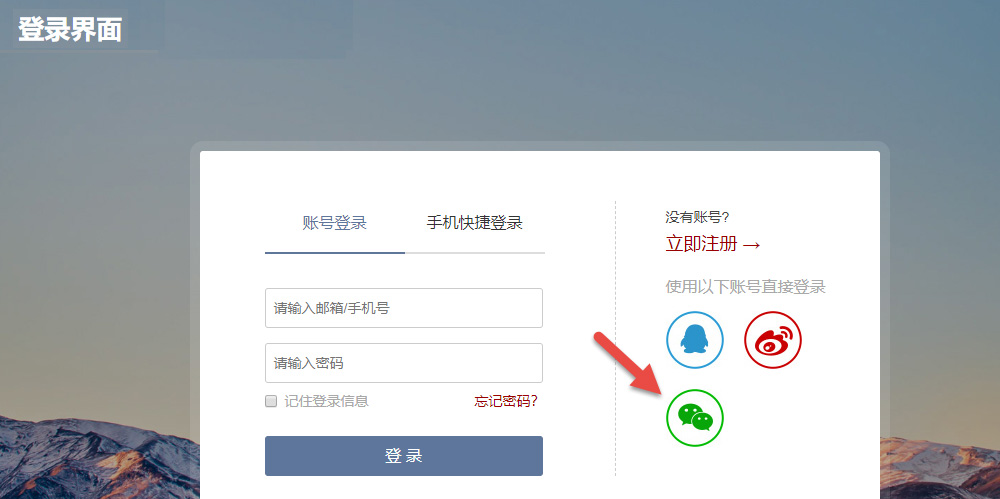 登录界面
账号登录
手机快捷登录
请输入邮箱/手机号
请输入密码
记住登录信息
忘记密码?
登 录
没有账号?
立即注册 →
使用以下账号直接登录